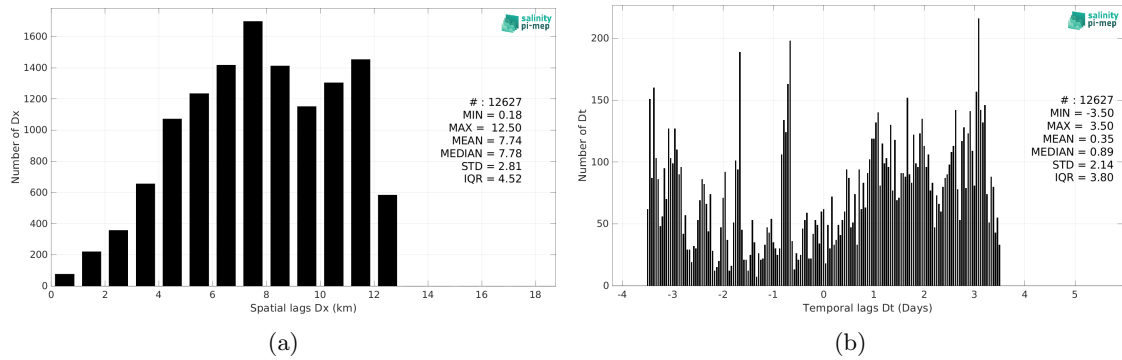 1600
1400
1200
1000
800
600
400
200
0
Number of Dx
salinity
pi-mep
# : 12627
MIN = 0.18
MAX = 12.50
MEAN = 7.74
MEDIAN = 7.78
STD = 2.81
IQR = 4.52
0 2 4 6 8 10 12 14 16 18
Spatial lags Dx (km)
(a)
200
150
100
50
0
Number of Dt
salinity
pi-mep
# : 12627
MIN = -3.50
MAX = 3.50
MEAN = 0.35
MEDIAN = 0.89
STD = 2.14
IQR = 3.80
-4 -3 -2 -1 0 1 2 3 4 5
Temporal lags Dt (Days)
(b)